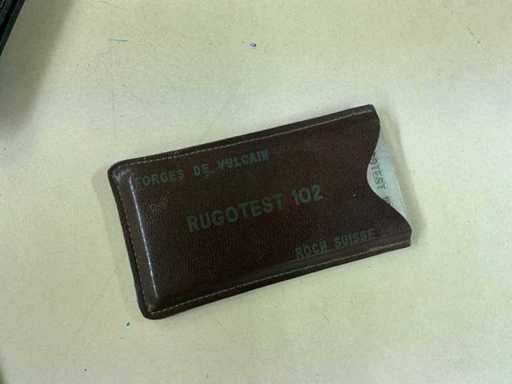 FORGES DE VULCAIN
RUGOTEST 102
ROCH SUISSE